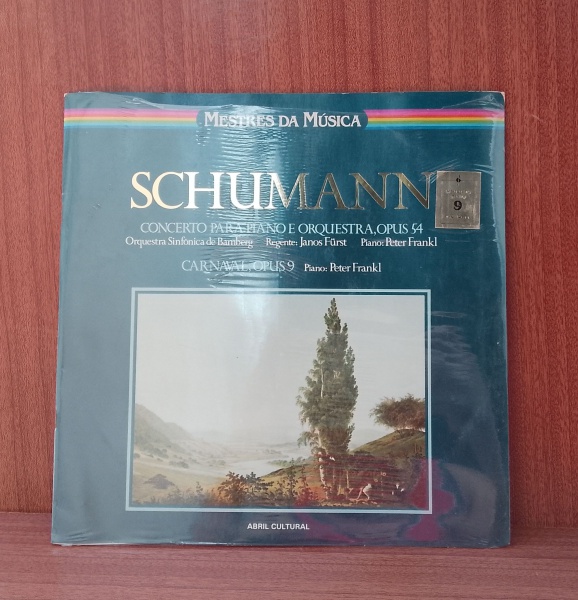 MESTRES DA MÚSICA
SCHUMANN
6
9
CONCERTO PARA PIANO E ORQUESTRA, OPUS 54
Orquestra Sinfônica de Bamberg Regente: Janos Fürst Piano: Peter Frankl
CARNAVAL, OPUS 9 Piano: Peter Frankl
ABRIL CULTURAL